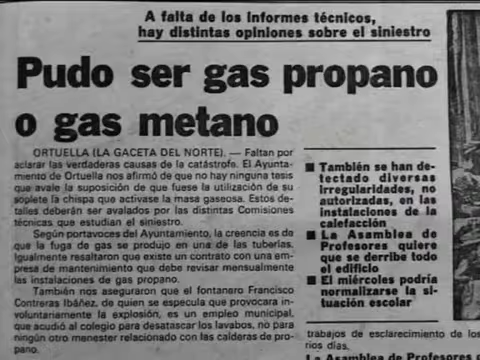 A falta de los informes técnicos,
hay distintas opiniones sobre el siniestro
Pudo ser gas propano
o gas metano
ORTUELLA (LA GACETA DEL NORTE). — Faltan por
aclarar las verdaderas causas de la catástrofe. El Ayunta-
miento de Ortuella nos afirmó de que no hay ninguna tesis
que avale la suposición de que fuese la utilización de su
soplete la chispa que activase la masa gaseosa. Estos de-
talles deberán ser avalados por las distintas Comisiones
técnicas que estudian el siniestro.
Según portavoces del Ayuntamiento, la creencia es de
que la fuga de gas se produjo en una de las tuberías.
Igualmente resaltaron que existe un contrato con una em-
presa de mantenimiento que debe revisar mensualmente
las instalaciones de gas propano.
También nos aseguraron que el fontanero Francisco
Contreras Ibáñez, de quien se especula que provocara in-
voluntariamente la explosión, es un empleo municipal,
que acudió al colegio para desatascar los lavabos, no para
ningún otro menester relacionado con las calderas de pro-
pano.
También se han de-
tectado diversas
irregularidades, no
autorizadas, en las
instalaciones de la
calefacción
La Asamblea de
Profesores quiere
que se derribe todo
el edificio
El miércoles podría
normalizarse la si-
tuación escolar
trabajos de esclarecimiento de los
rios días.
La Asamblea de Profesores